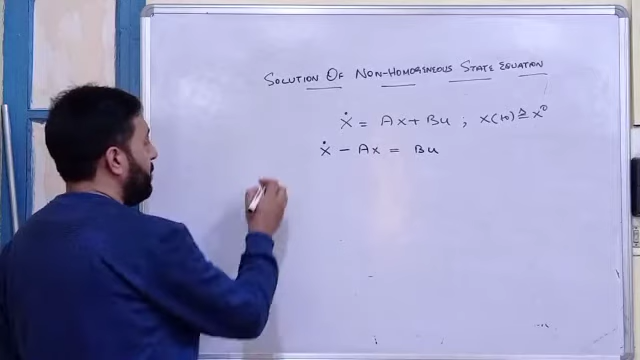 SOLUTION OF NON-HOMOGENEOUS STATE EQUATION
ẋ = Ax + Bu ; x(t0) ≜ x⁰
ẋ - Ax = Bu